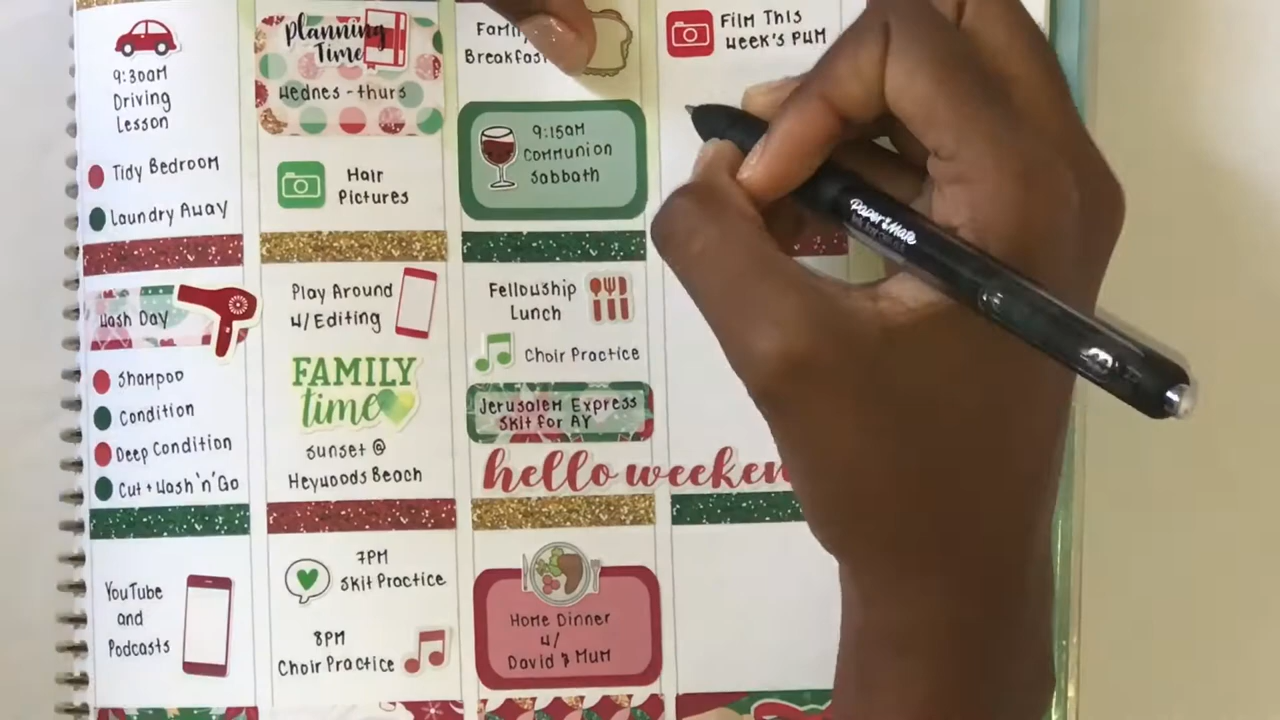 9:30am
Driving
Lesson
Tidy Bedroom
Laundry Away
Wash Day
Shampoo
Condition
Deep Condition
Cut + Wash 'n' Go
YouTube
and
Podcasts
Planning
Time
Wednes - thurs
Hair
Pictures
Play Around
w/ Editing
FAMILY
time
sunset @
Heywoods Beach
7PM
Skit Practice
8PM
Choir Practice
9:15am
Communion
Sabbath
Fellowship
Lunch
Choir Practice
Jerusalem Express
Skit for AY
hello
Home Dinner
w/
David & Mum
Film This
Week's PWM
Paper Mate